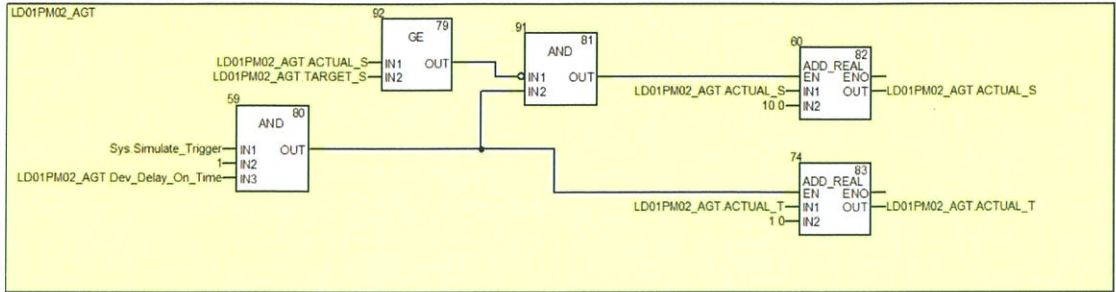 LD01PM02_AGT
92
79
GE
LD01PM02_AGT.ACTUAL_S IN1 OUT
LD01PM02_AGT TARGET_S IN2
91
81
AND
IN1 OUT
IN2
60
82
ADD_REAL
EN ENO
LD01PM02_AGT ACTUAL_S IN1 OUT LD01PM02_AGT ACTUAL_S
10 0 IN2
59
80
AND
Sys Simulate_Trigger IN1 OUT
1 IN2
LD01PM02_AGT Dev_Delay_On_Time IN3
74
83
ADD_REAL
EN ENO
LD01PM02_AGT.ACTUAL_T IN1 OUT LD01PM02_AGT.ACTUAL_T
1 0 IN2